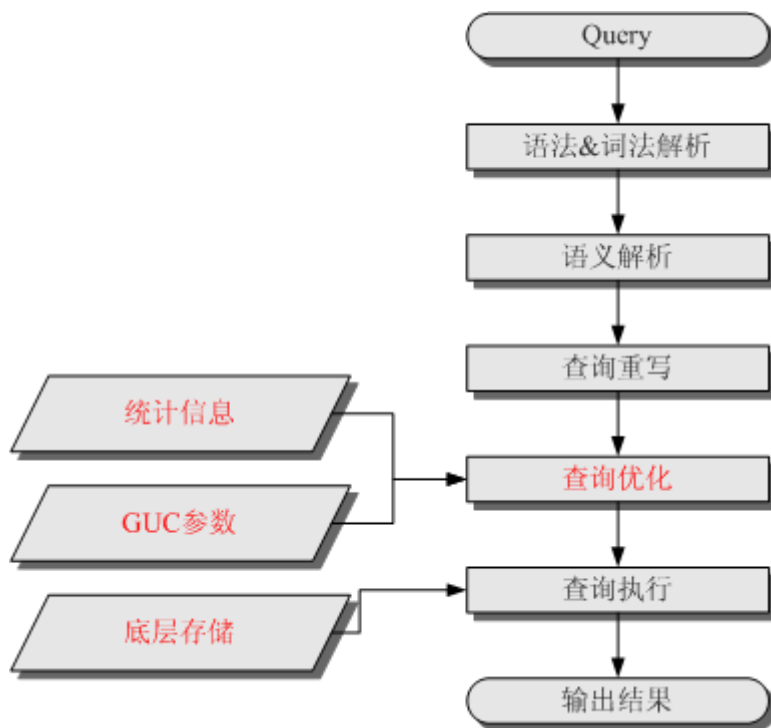 Query
语法&词法解析
语义解析
查询重写
统计信息
查询优化
GUC参数
查询执行
底层存储
输出结果